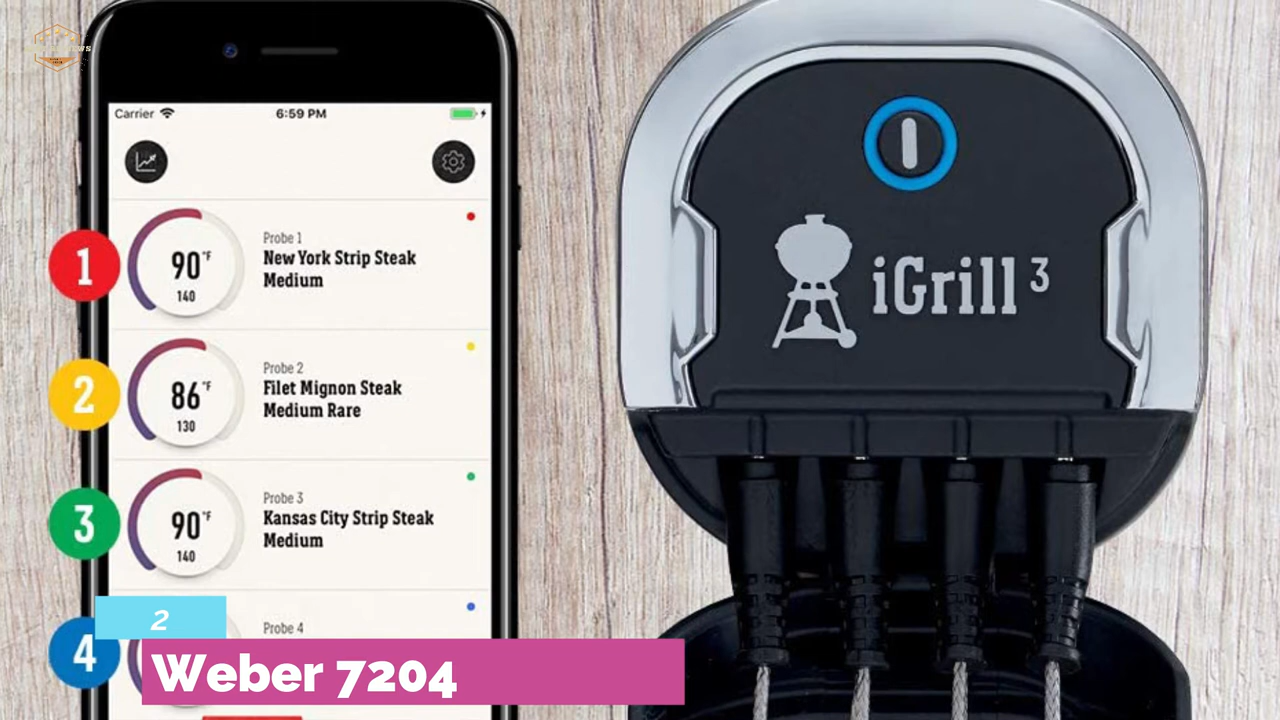 Carrier
6:59 PM
1
90°F
140
Probe 1
New York Strip Steak
Medium
2
86°F
130
Probe 2
Filet Mignon Steak
Medium Rare
3
90°F
140
Probe 3
Kansas City Strip Steak
Medium
4
Probe 4
iGrill 3
2
Weber 7204